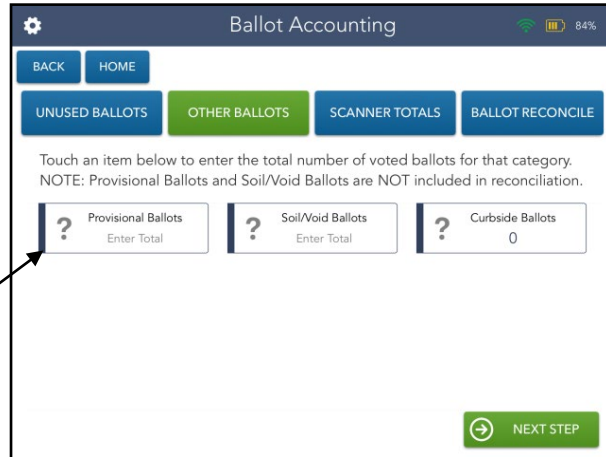 Ballot Accounting
84%
BACK HOME
UNUSED BALLOTS OTHER BALLOTS SCANNER TOTALS BALLOT RECONCILE
Touch an item below to enter the total number of voted ballots for that category.
NOTE: Provisional Ballots and Soil/Void Ballots are NOT included in reconciliation.
? Provisional Ballots
Enter Total
? Soil/Void Ballots
Enter Total
? Curbside Ballots
0
NEXT STEP